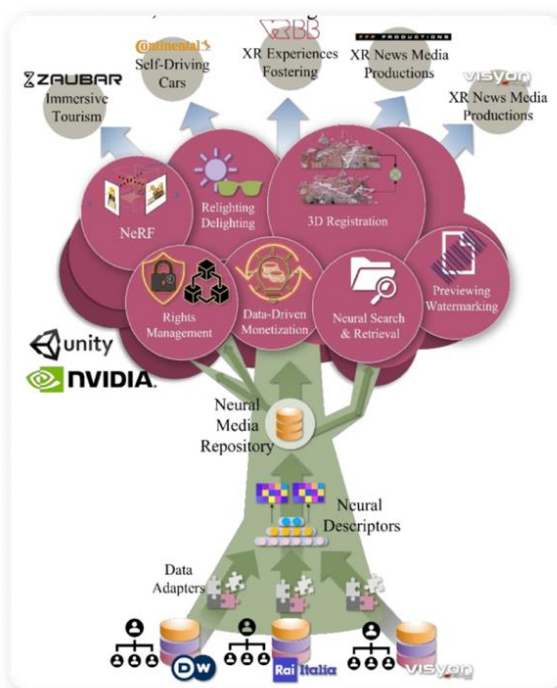 RBB
Continental
PRODUCTIONS
ZAUBAR
Self-Driving
Cars
XR Experiences
Fostering
XR News Media
Productions
visyon
Immersive
Tourism
XR News Media
Productions
NeRF
Relighting
Delighting
3D Registration
Rights
Management
Data-Driven
Monetization
Neural Search
& Retrieval
Previewing
Watermarking
unity
NVIDIA.
Neural
Media
Repository
Neural
Descriptors
Data
Adapters
DW
Rai Italia
visyon